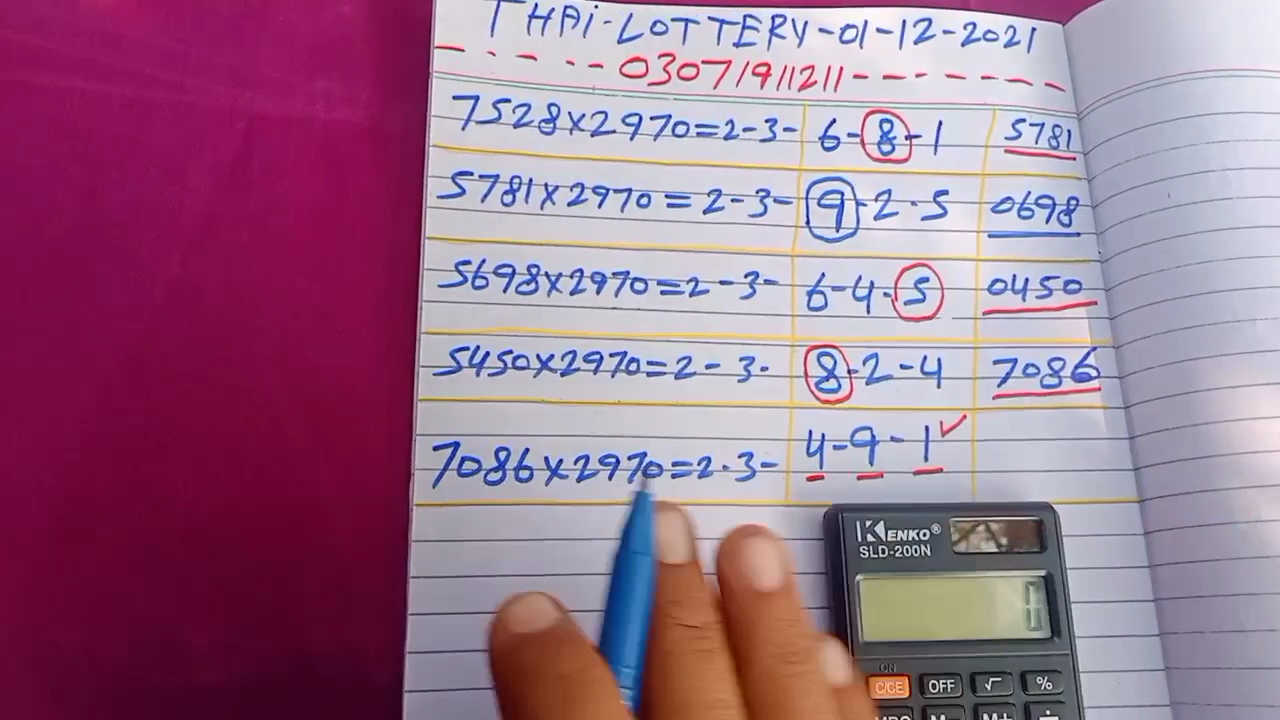 THAi-LOTTERY-01-12-2021
03071911211
7528x2970=2-3- 6-8-1 5781
5781x2970=2-3- 9-2-5 0698
5698x2970=2-3- 6-4-5 0450
5450x2970=2-3- 8-2-4 7086
7086x2970=2-3- 4-9-1 ✓
KENKO®
SLD-200N
ON
C/CE OFF √ %